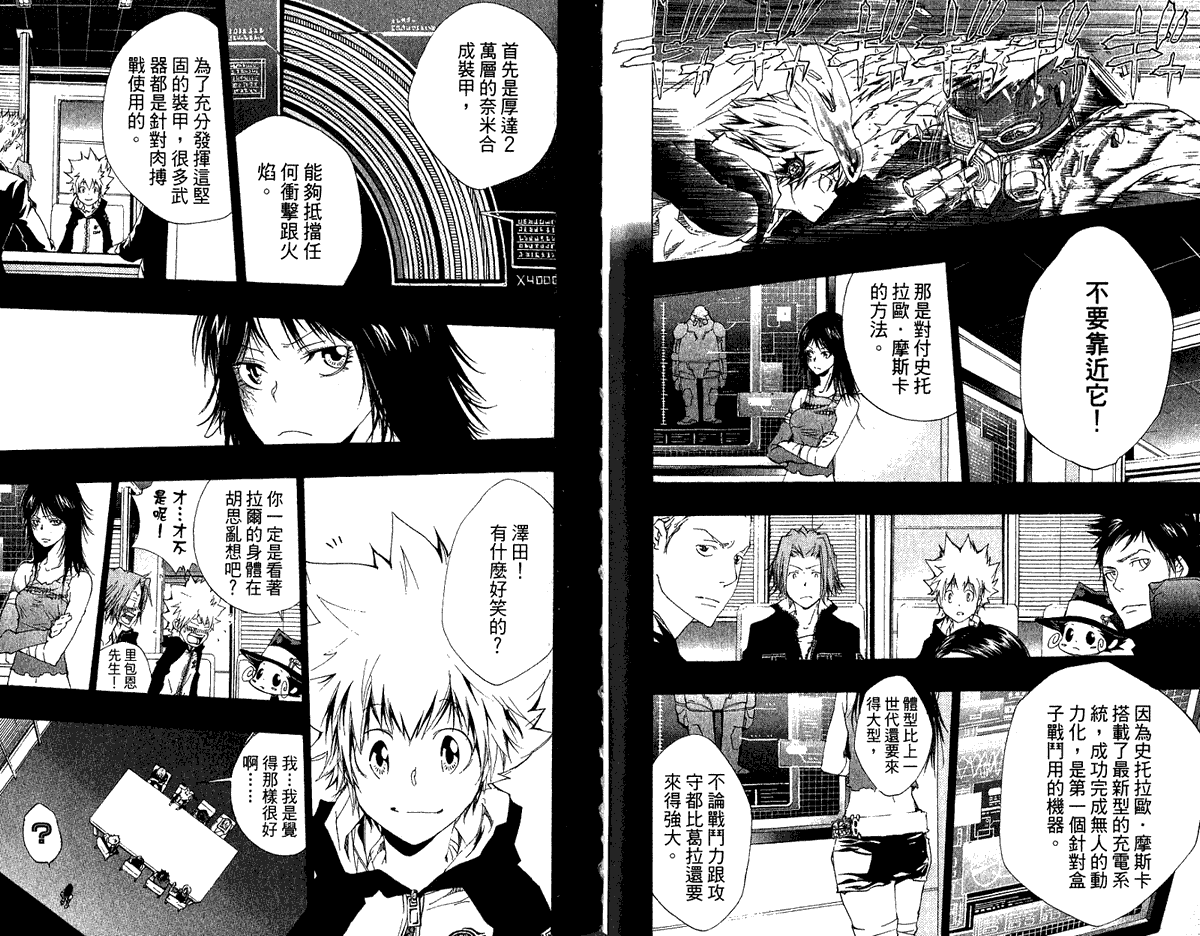 不要靠近它！
那是對付史托
拉歐．摩斯卡
的方法。
因為史托拉歐．摩斯卡
搭載了最新型的充電系
統，成功完成無人的動
力化，是第一個針對盒
子戰鬥用的機器。
體型比上一
世代還要來
得大型，
不論戰鬥力跟攻
守都比葛拉還要
來得強大。
首先是厚達2
萬層的奈米合
成裝甲，
X4000
能夠抵擋任
何衝擊跟火
焰。
為了充分發揮這堅
固的裝甲，很多武
器都是針對肉搏
戰使用的。
澤田！
有什麼好笑的？
你一定是看著
拉爾的身體在
胡思亂想吧？
才…才不
是呢！
里包恩
先生！
我…我是覺
得那樣很好
……
？